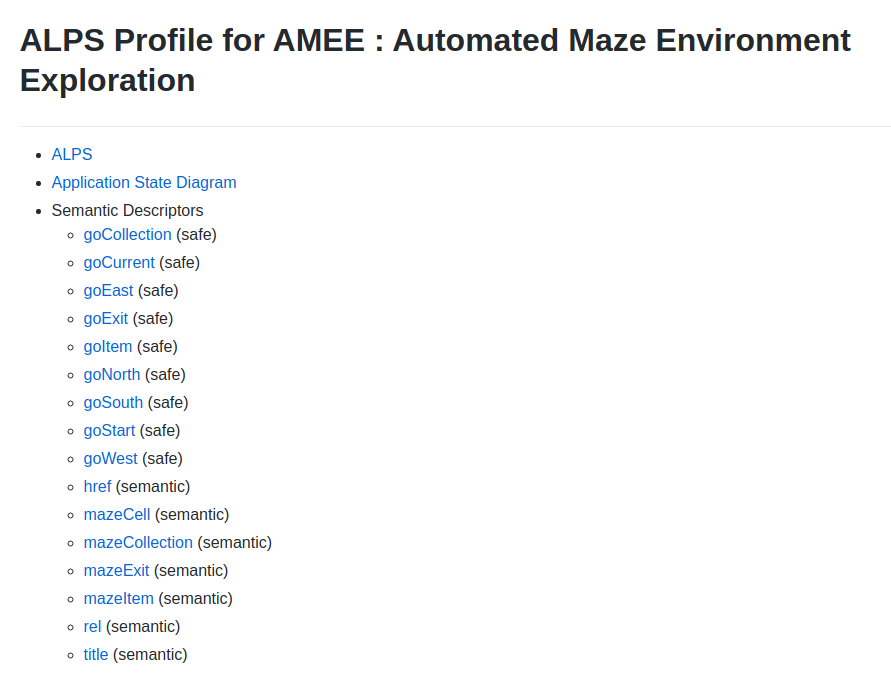 ALPS Profile for AMEE : Automated Maze Environment
Exploration
ALPS
Application State Diagram
Semantic Descriptors
goCollection (safe)
goCurrent (safe)
goEast (safe)
goExit (safe)
goItem (safe)
goNorth (safe)
goSouth (safe)
goStart (safe)
goWest (safe)
href (semantic)
mazeCell (semantic)
mazeCollection (semantic)
mazeExit (semantic)
mazeItem (semantic)
rel (semantic)
title (semantic)